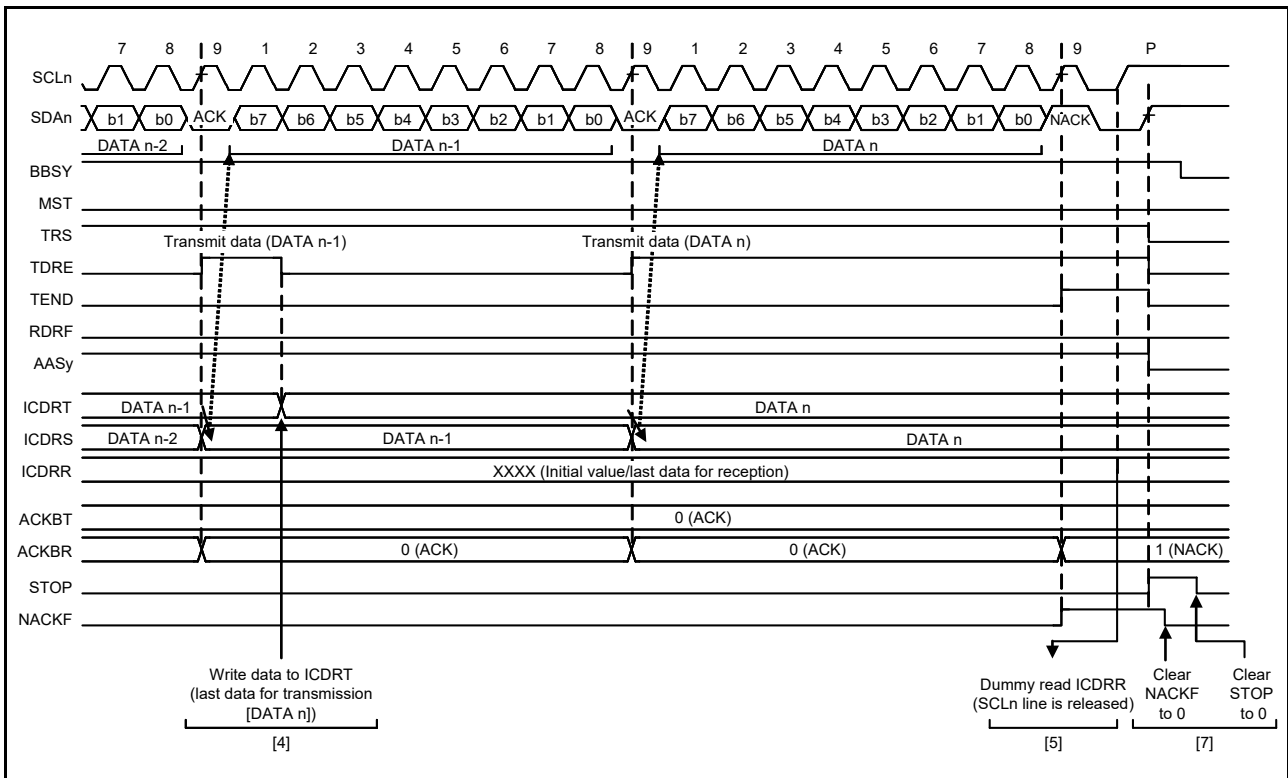 7 8 9 1 2 3 4 5 6 7 8 9 1 2 3 4 5 6 7 8 9 P
SCLn
SDAn b1 b0 ACK b7 b6 b5 b4 b3 b2 b1 b0 ACK b7 b6 b5 b4 b3 b2 b1 b0 NACK
DATA n-2 DATA n-1 DATA n
BBSY
MST
TRS
Transmit data (DATA n-1) Transmit data (DATA n)
TDRE
TEND
RDRF
AASy
ICDRT DATA n-1 DATA n
ICDRS DATA n-2 DATA n-1 DATA n
ICDRR XXXX (Initial value/last data for reception)
ACKBT 0 (ACK)
ACKBR 0 (ACK) 0 (ACK) 1 (NACK)
STOP
NACKF
Write data to ICDRT
(last data for transmission
[DATA n])
[4]
Dummy read ICDRR
(SCLn line is released)
[5]
Clear
NACKF
to 0
Clear
STOP
to 0
[7]